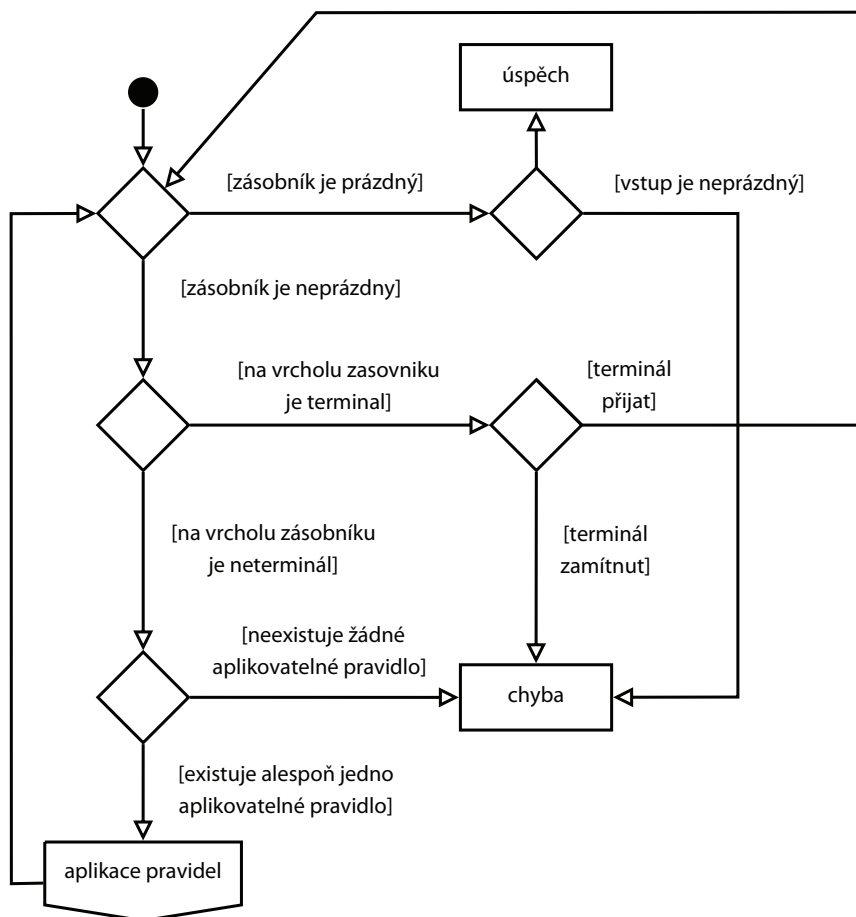 úspěch
[zásobník je prázdný]
[vstup je neprázdný]
[zásobník je neprázdny]
[na vrcholu zasovniku
je terminal]
[terminál
přijat]
[na vrcholu zásobníku
je neterminál]
[terminál
zamítnut]
[neexistuje žádné
aplikovatelné pravidlo]
chyba
[existuje alespoň jedno
aplikovatelné pravidlo]
aplikace pravidel